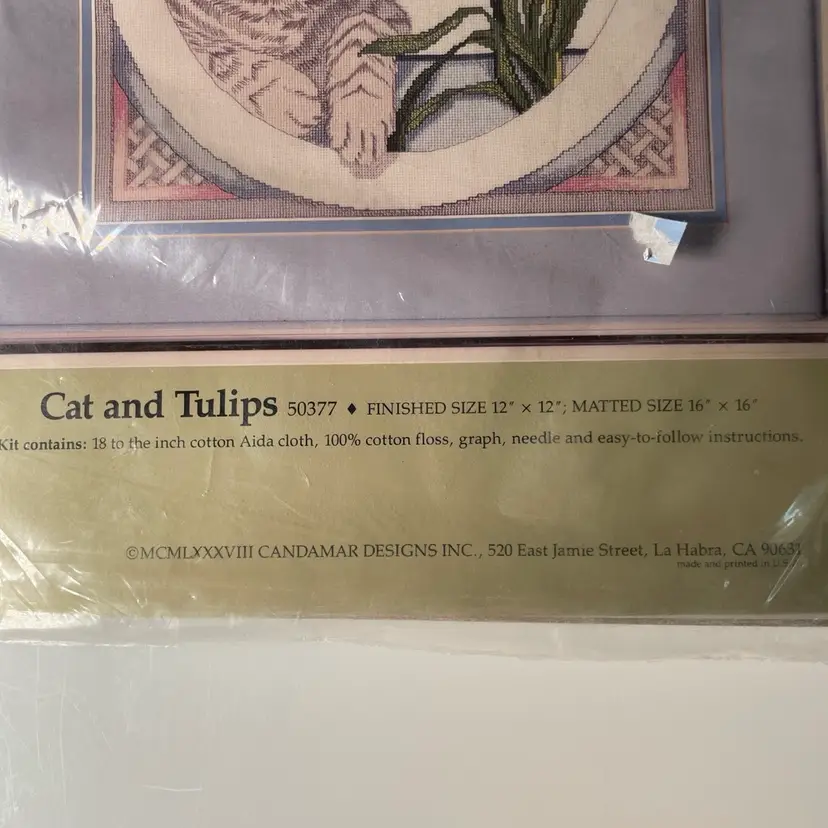 Cat and Tulips 50377 ♦ FINISHED SIZE 12" × 12"; MATTED SIZE 16" × 16"
Kit contains: 18 to the inch cotton Aida cloth, 100% cotton floss, graph, needle and easy-to-follow instructions.
©MCMLXXXVIII CANDAMAR DESIGNS INC., 520 East Jamie Street, La Habra, CA 90631
made and printed in U.S.A.